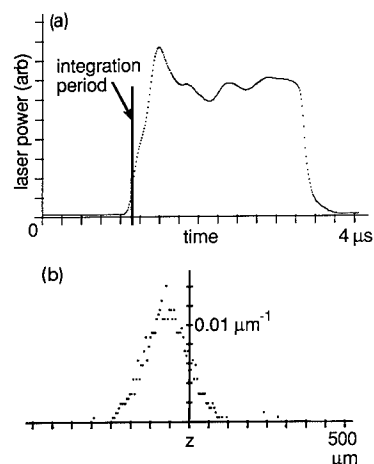 (a)
integration
period
laser power (arb)
0
time
4 μs
(b)
0.01 μm⁻¹
z
500
μm